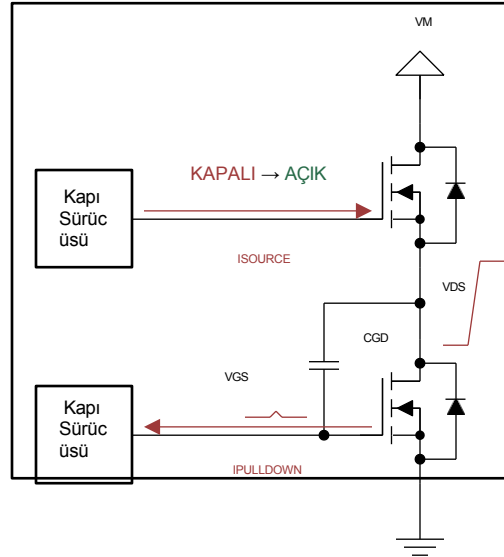 VM
KAPALI → AÇIK
Kapı
Sürüc
üsü
ISOURCE
VDS
CGD
VGS
Kapı
Sürüc
üsü
IPULLDOWN